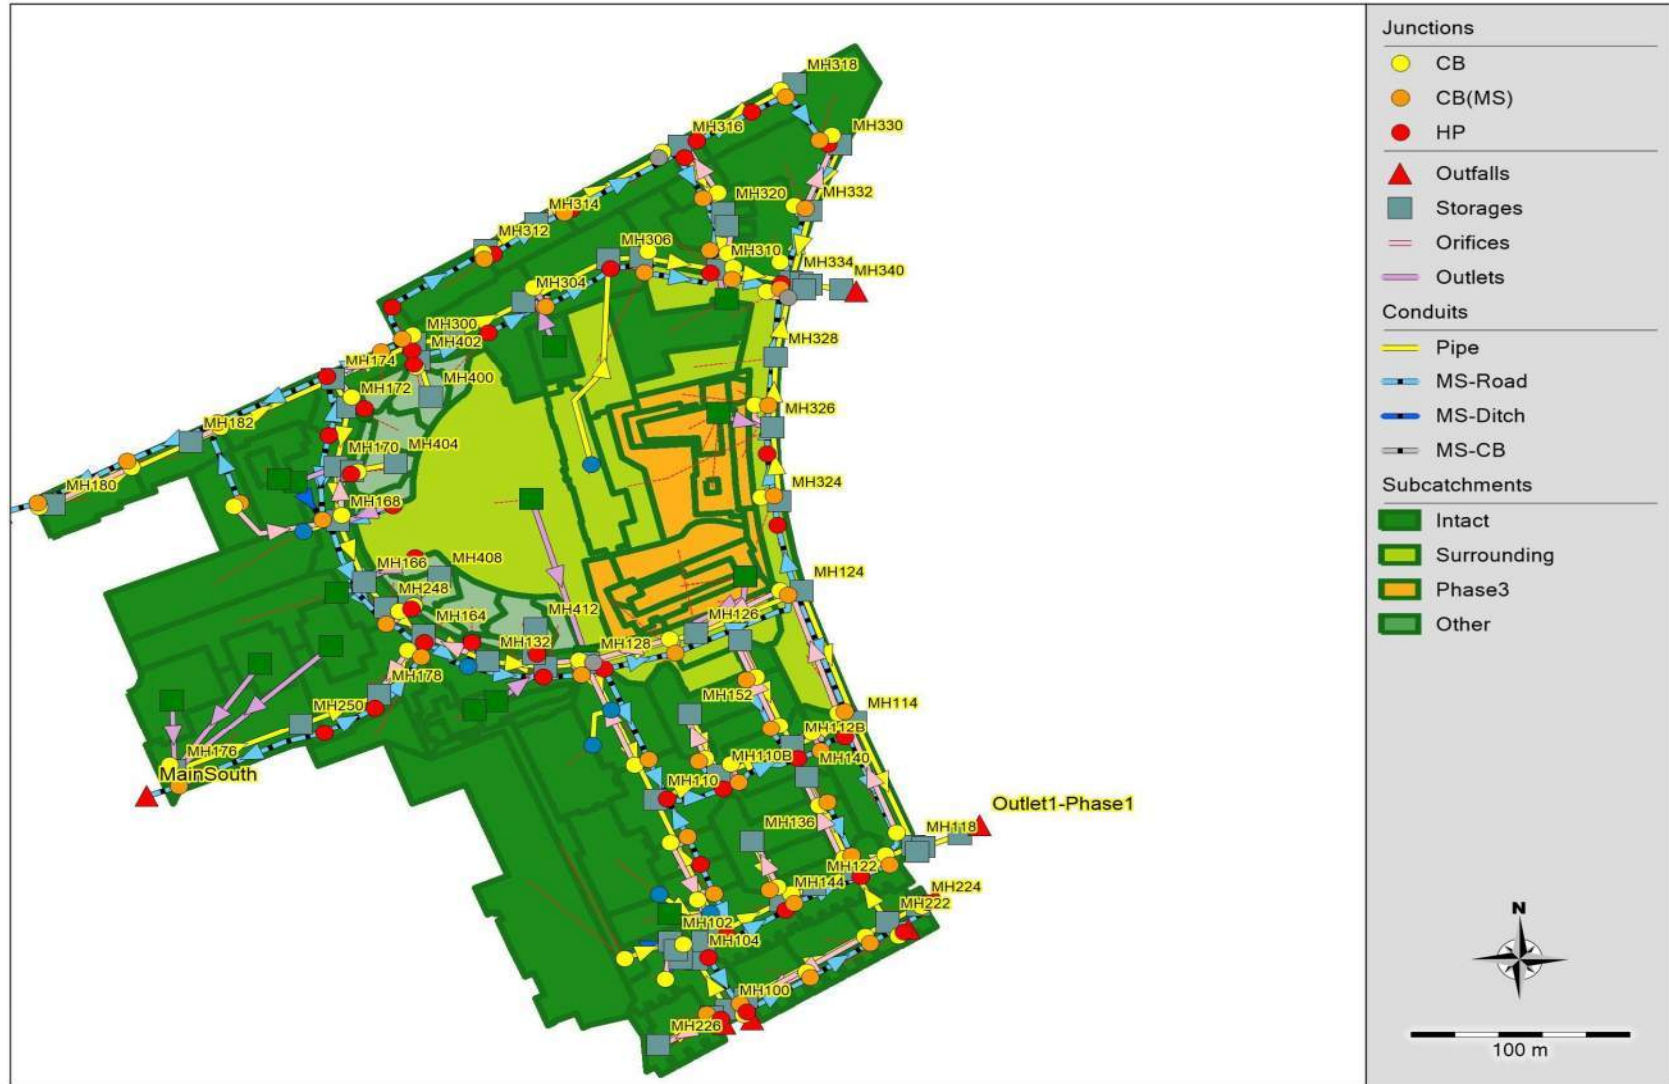 MH318
MH316
MH330
MH320
MH332
MH314
MH312
MH306
MH310
MH334
MH340
MH304
MH300
MH402
MH328
MH174
MH400
MH172
MH326
MH182
MH404
MH170
MH324
MH180
MH168
MH166
MH408
MH124
MH248
MH412
MH126
MH164
MH132
MH128
MH178
MH152
MH250
MH114
MH112B
MH176
MH110B
MH140
MainSouth
MH110
Outlet1-Phase1
MH136
MH118
MH122
MH144
MH224
MH222
MH102
MH104
MH100
MH226
Junctions
CB
CB(MS)
HP
Outfalls
Storages
Orifices
Outlets
Conduits
Pipe
MS-Road
MS-Ditch
MS-CB
Subcatchments
Intact
Surrounding
Phase3
Other
N
100 m